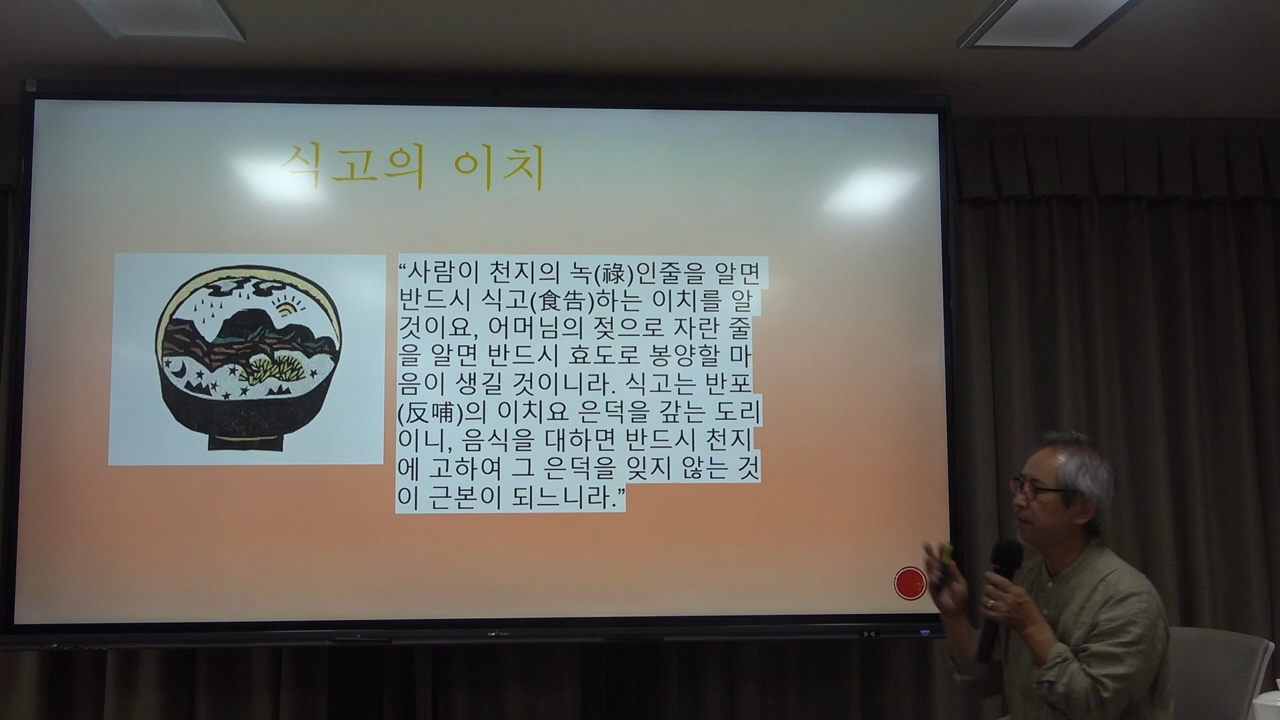 식고의 이치
“사람이 천지의 녹(祿)인줄을 알면
반드시 식고(食告)하는 이치를 알
것이요, 어머님의 젖으로 자란 줄
을 알면 반드시 효도로 봉양할 마
음이 생길 것이니라. 식고는 반포
(反哺)의 이치요 은덕을 갚는 도리
이니, 음식을 대하면 반드시 천지
에 고하여 그 은덕을 잊지 않는 것
이 근본이 되느니라.”